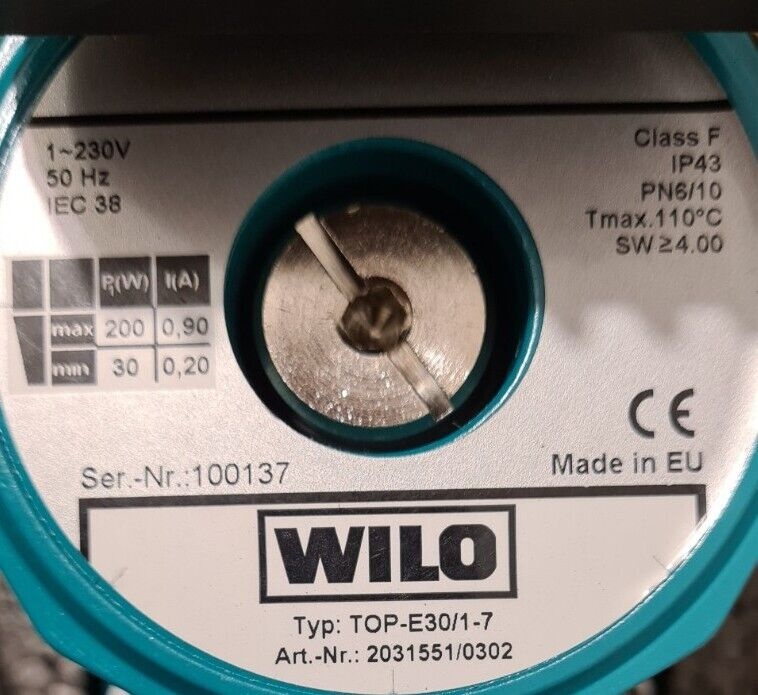 1~230V
50 Hz
IEC 38
Class F
IP43
PN6/10
Tmax.110°C
SW≥4.00
P₁(W) I(A)
max 200 0,90
min 30 0,20
CE
Ser.-Nr.:100137
Made in EU
WILO
Typ: TOP-E30/1-7
Art.-Nr.: 2031551/0302